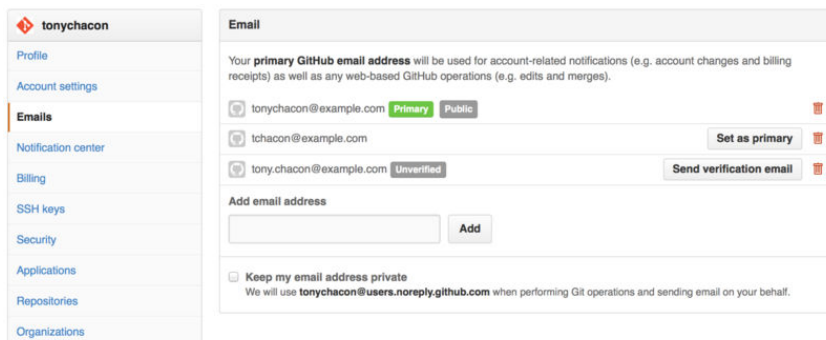 tonychacon
Profile
Account settings
Emails
Notification center
Billing
SSH keys
Security
Applications
Repositories
Organizations
Email
Your primary GitHub email address will be used for account-related notifications (e.g. account changes and billing
receipts) as well as any web-based GitHub operations (e.g. edits and merges).
tonychacon@example.com Primary Public
tchacon@example.com Set as primary
tony.chacon@example.com Unverified Send verification email
Add email address
Add
Keep my email address private
We will use tonychacon@users.noreply.github.com when performing Git operations and sending email on your behalf.